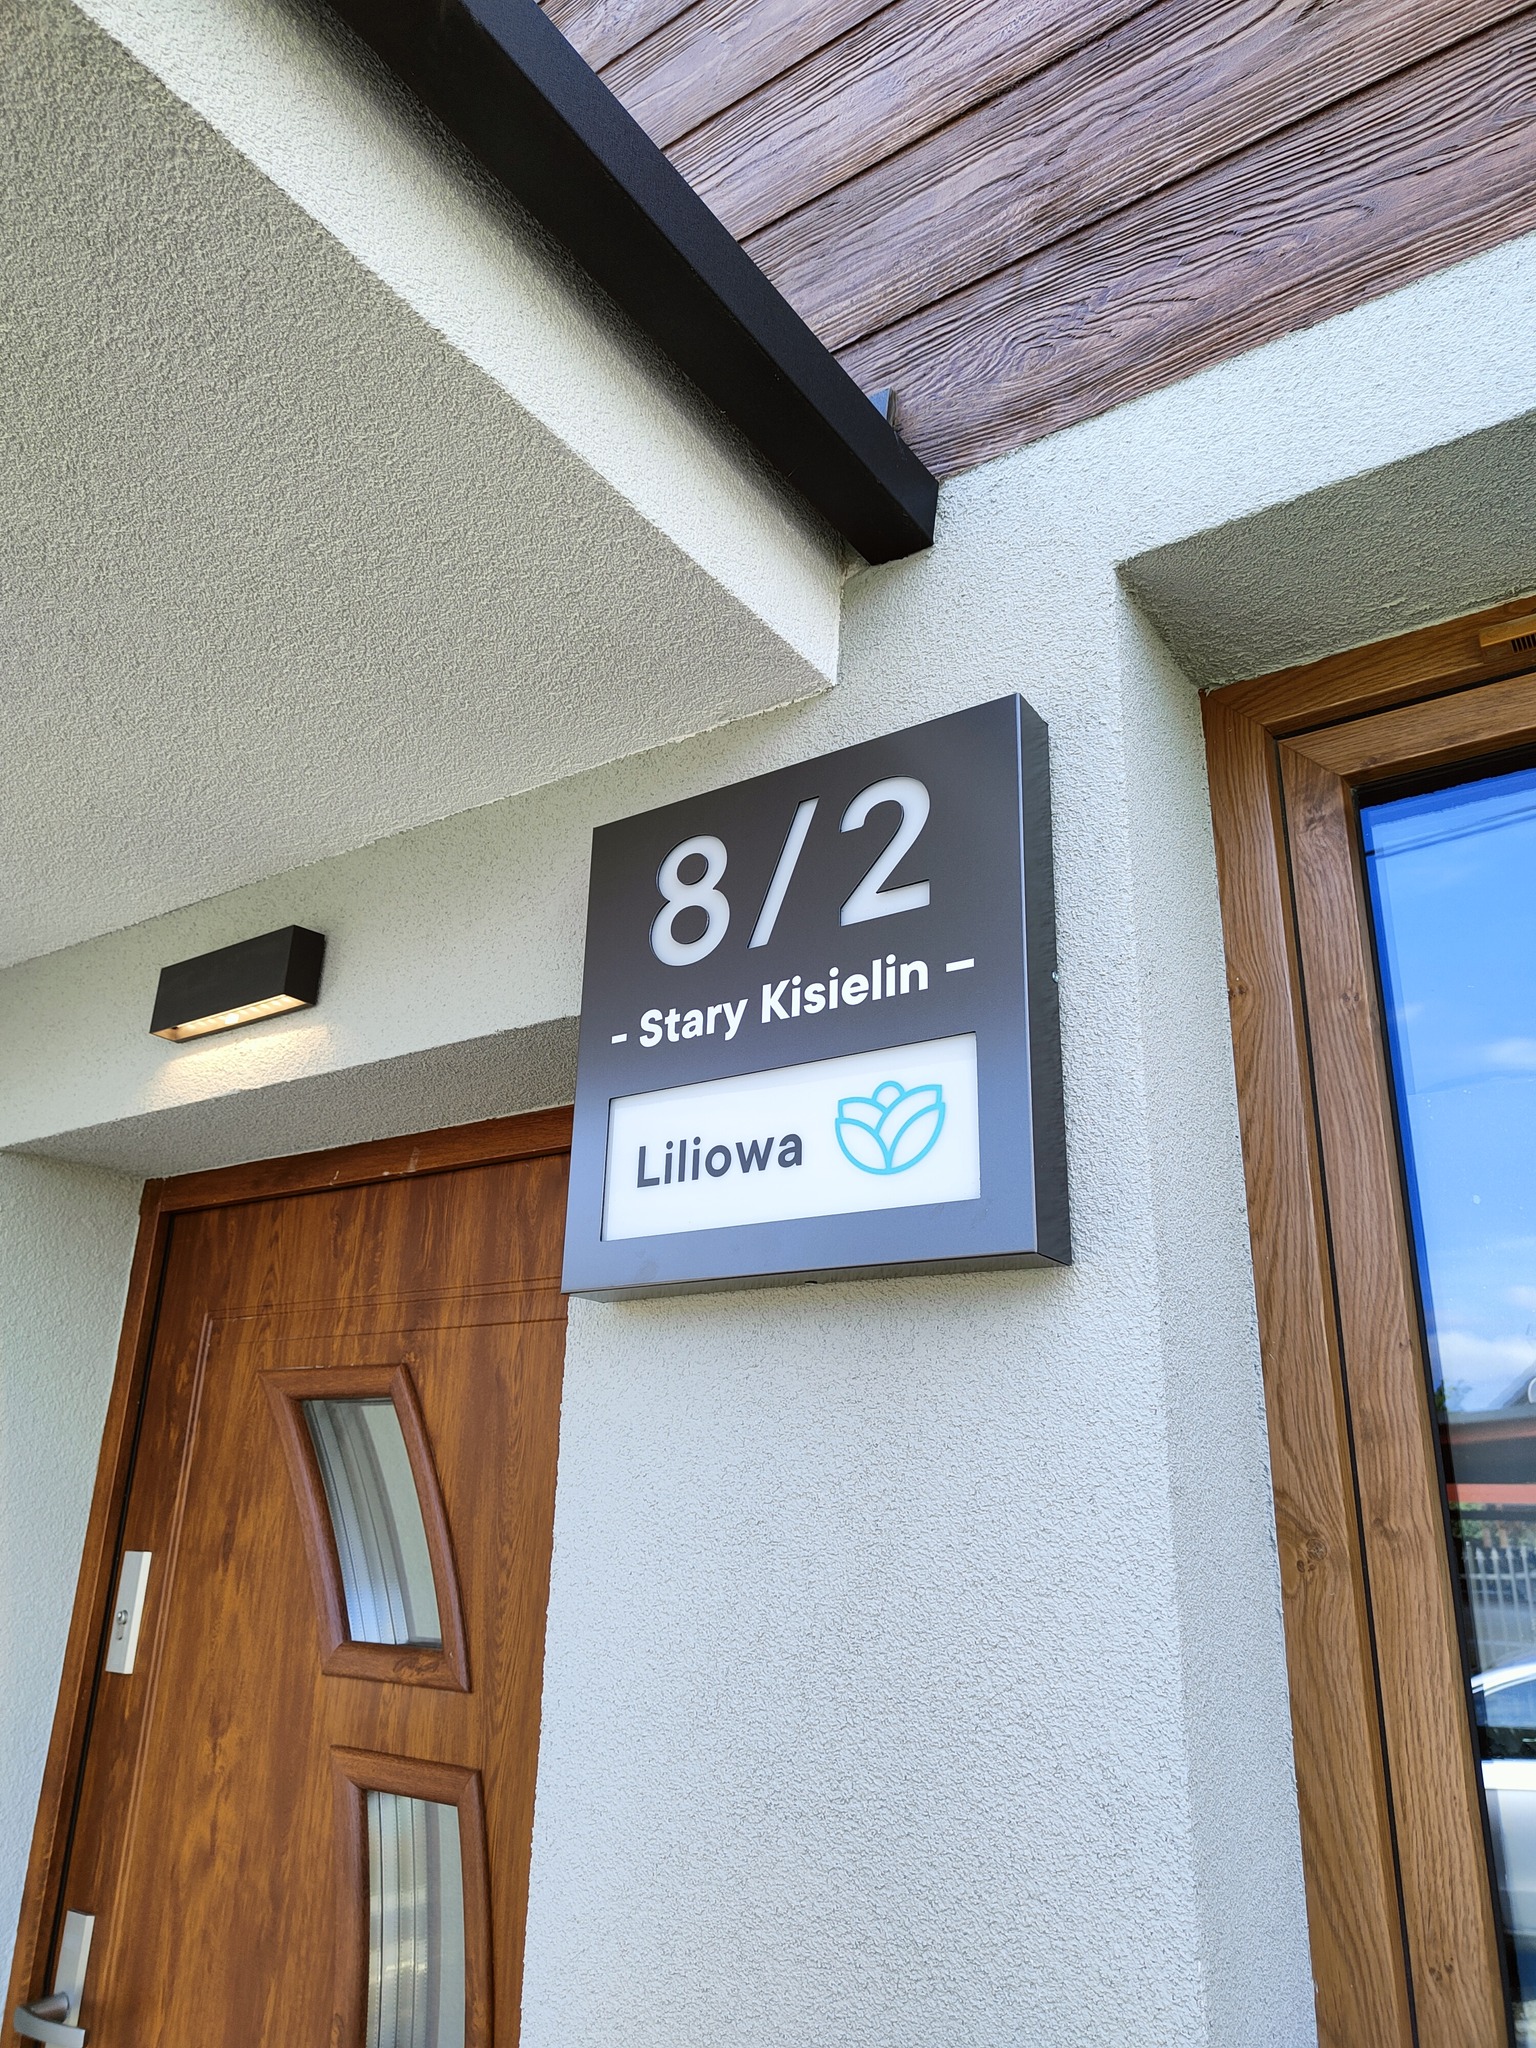 8/2
- Stary Kisielin –
Liliowa